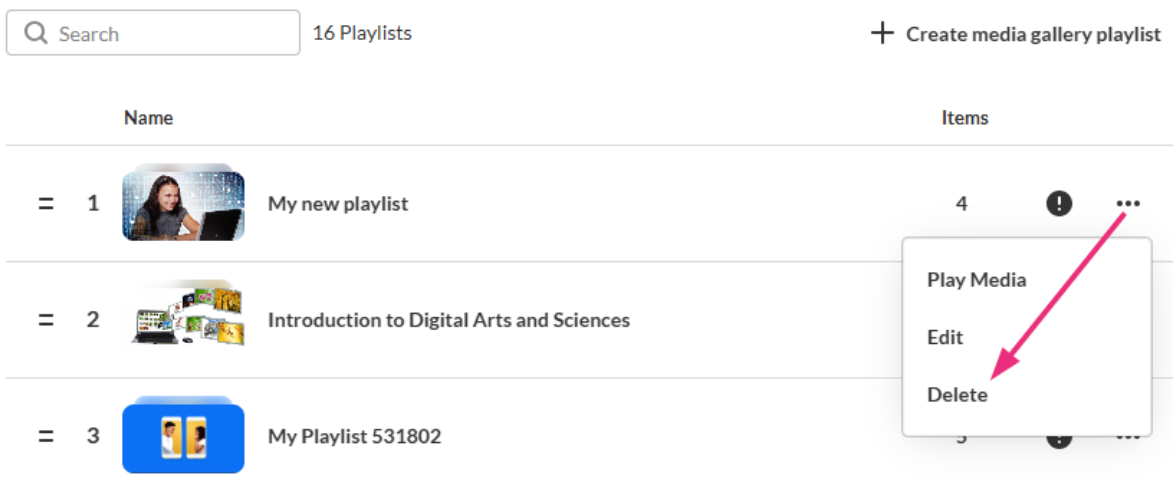 Search
16 Playlists
Create media gallery playlist
Name
Items
1
My new playlist
4
Play Media
2
Introduction to Digital Arts and Sciences
Edit
Delete
3
My Playlist 531802